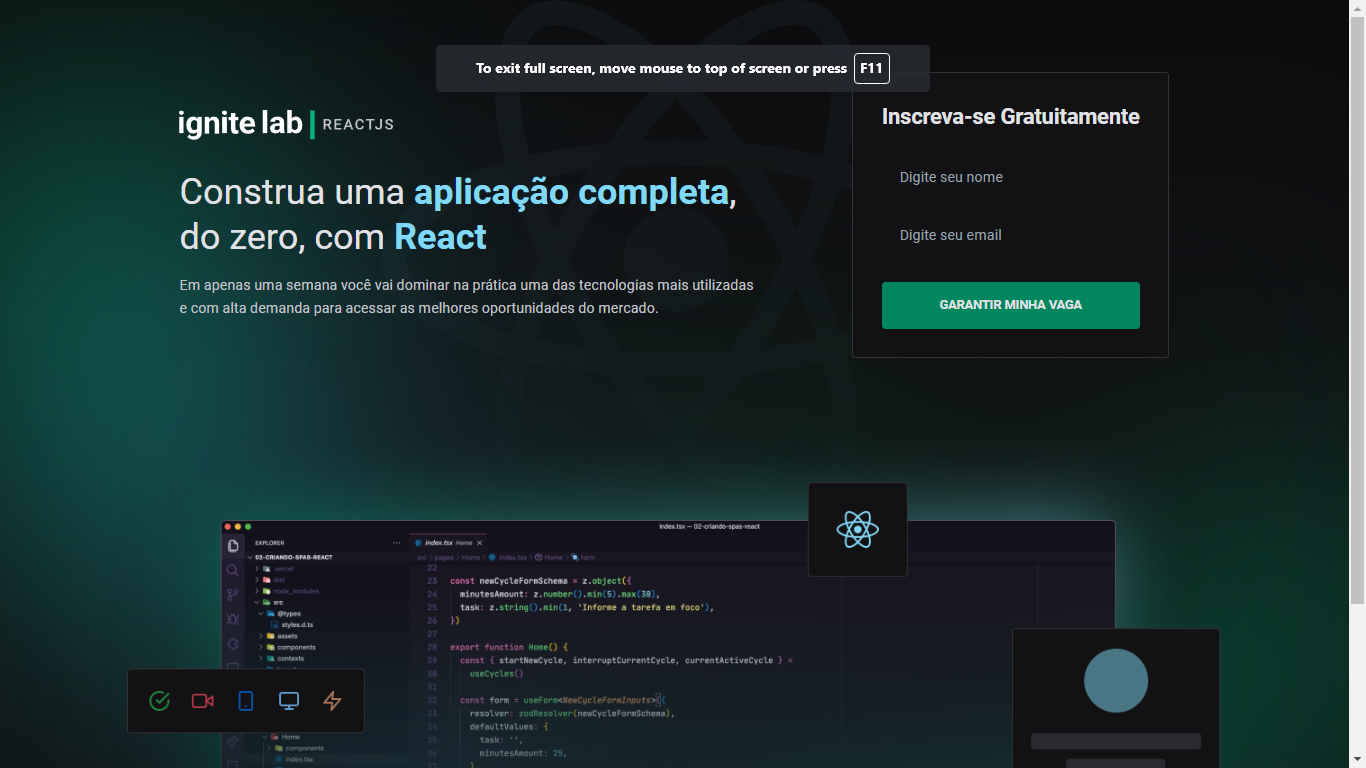 To exit full screen, move mouse to top of screen or press F11
ignite lab | REACTJS
Construa uma aplicação completa,
do zero, com React
Em apenas uma semana você vai dominar na prática uma das tecnologias mais utilizadas
e com alta demanda para acessar as melhores oportunidades do mercado.
Inscreva-se Gratuitamente
Digite seu nome
Digite seu email
GARANTIR MINHA VAGA
index.tsx — 02-criando-spas-react
EXPLORER
02-CRIANDO-SPAS-REACT
.vercel
dist
node_modules
src
@types
styles.d.ts
assets
components
contexts
Home
components
index.tsx
index.tsx Home
src > pages > Home > index.tsx > Home > form
22
23 const newCycleFormSchema = z.object({
24 minutesAmount: z.number().min(5).max(30),
25 task: z.string().min(1, 'Informe a tarefa em foco'),
26 })
27
28 export function Home() {
29 const { startNewCycle, interruptCurrentCycle, currentActiveCycle } =
30 useCycles()
31
32 const form = useForm<NewCycleFormInputs>({
33 resolver: zodResolver(newCycleFormSchema),
34 defaultValues: {
35 task: '',
36 minutesAmount: 25,
37 }